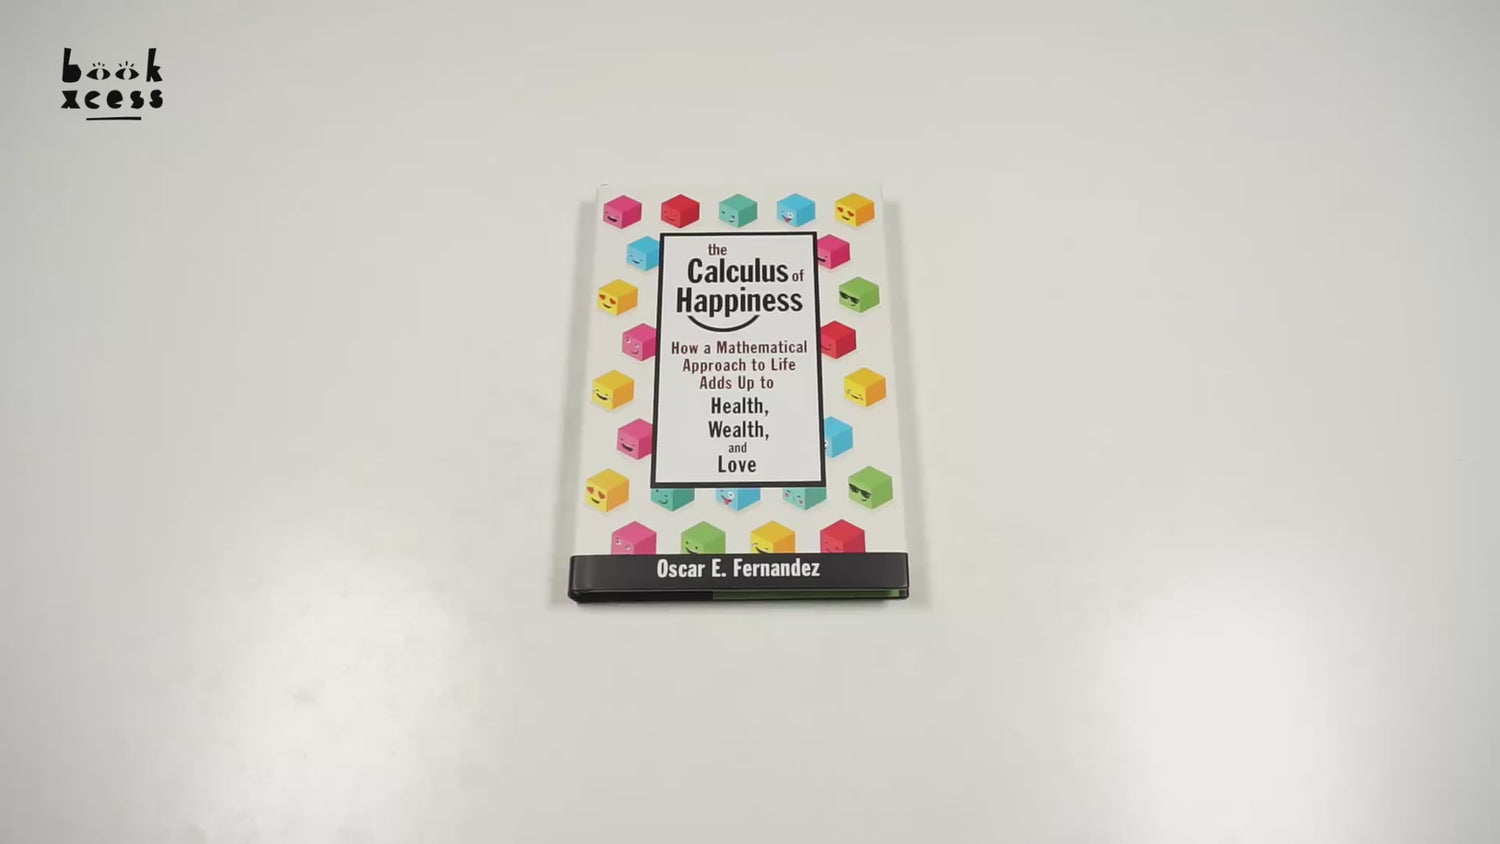 book
xcess
the
Calculus of
Happiness
How a Mathematical
Approach to Life
Adds Up to
Health,
Wealth,
and
Love
Oscar E. Fernandez